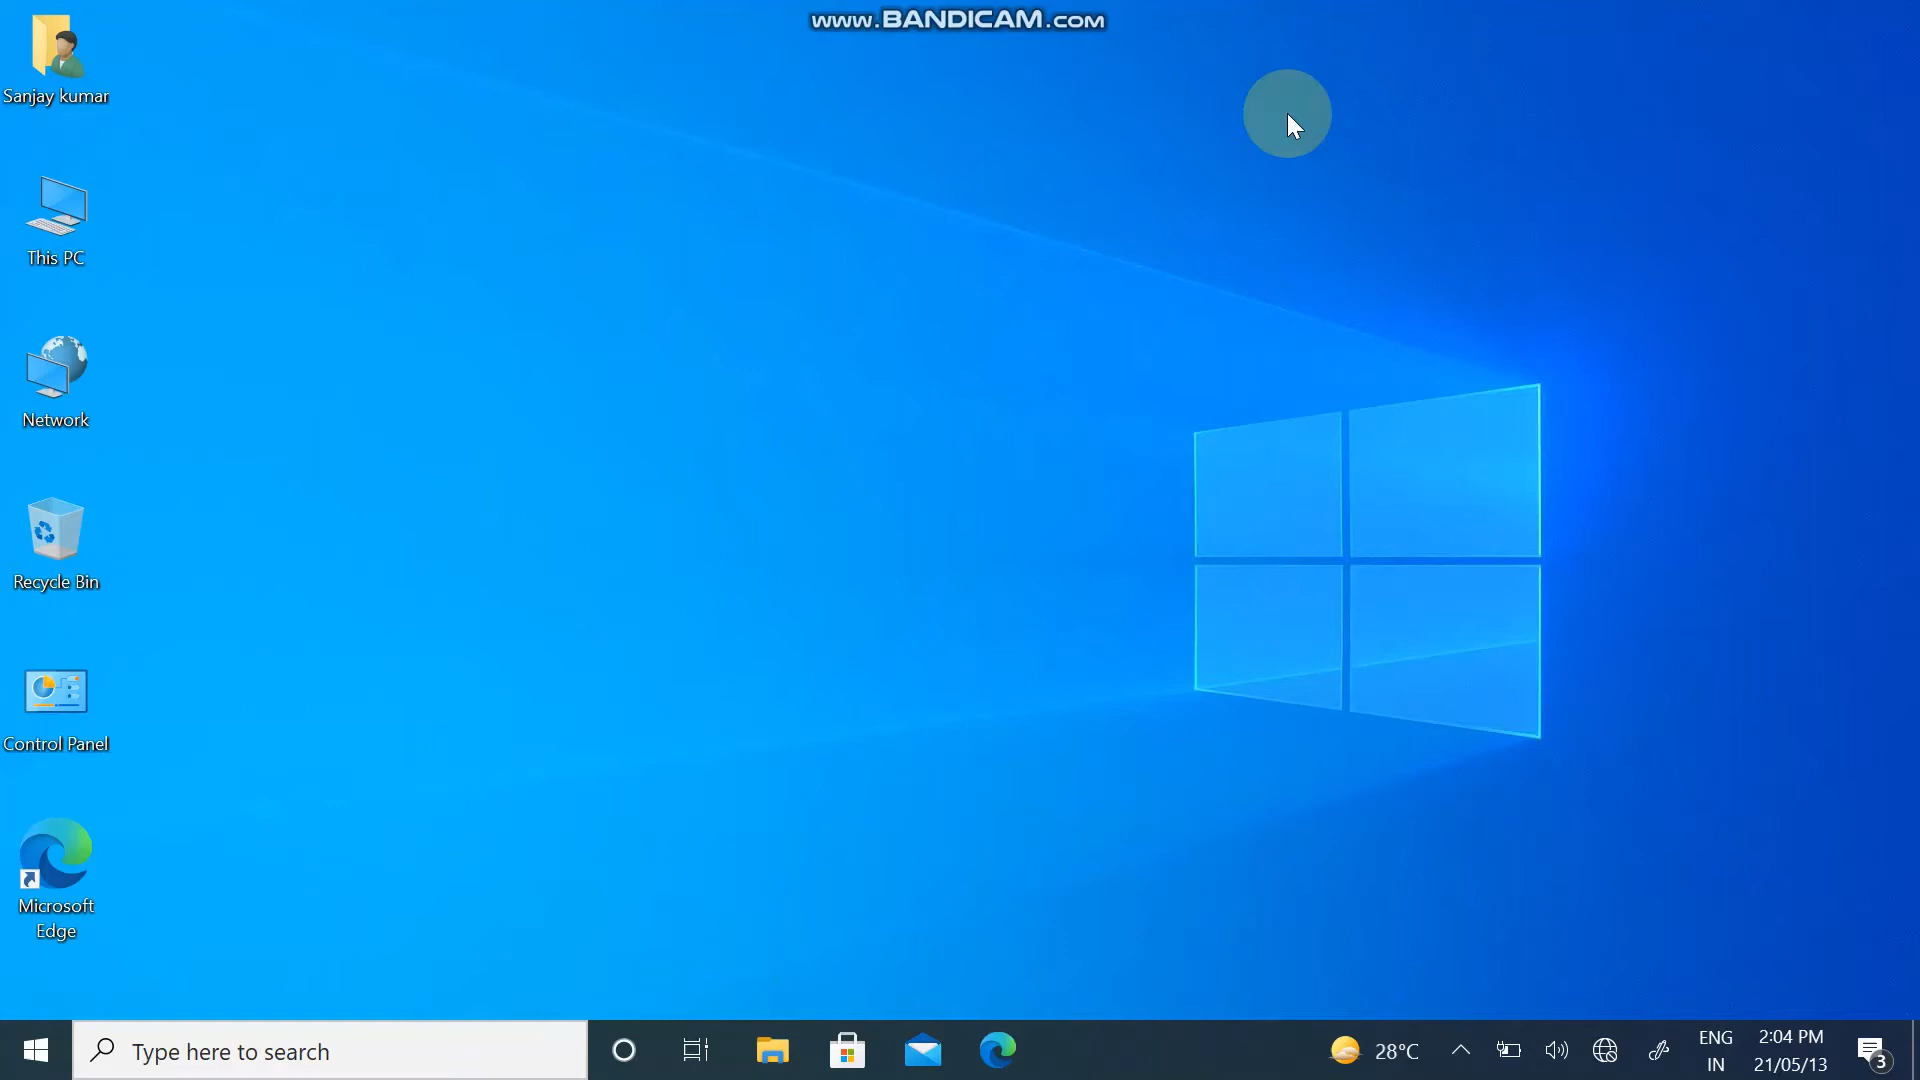 www.BANDICAM.com
Sanjay kumar
This PC
Network
Recycle Bin
Control Panel
Microsoft
Edge
Type here to search
28°C
ENG
IN
2:04 PM
21/05/13
3